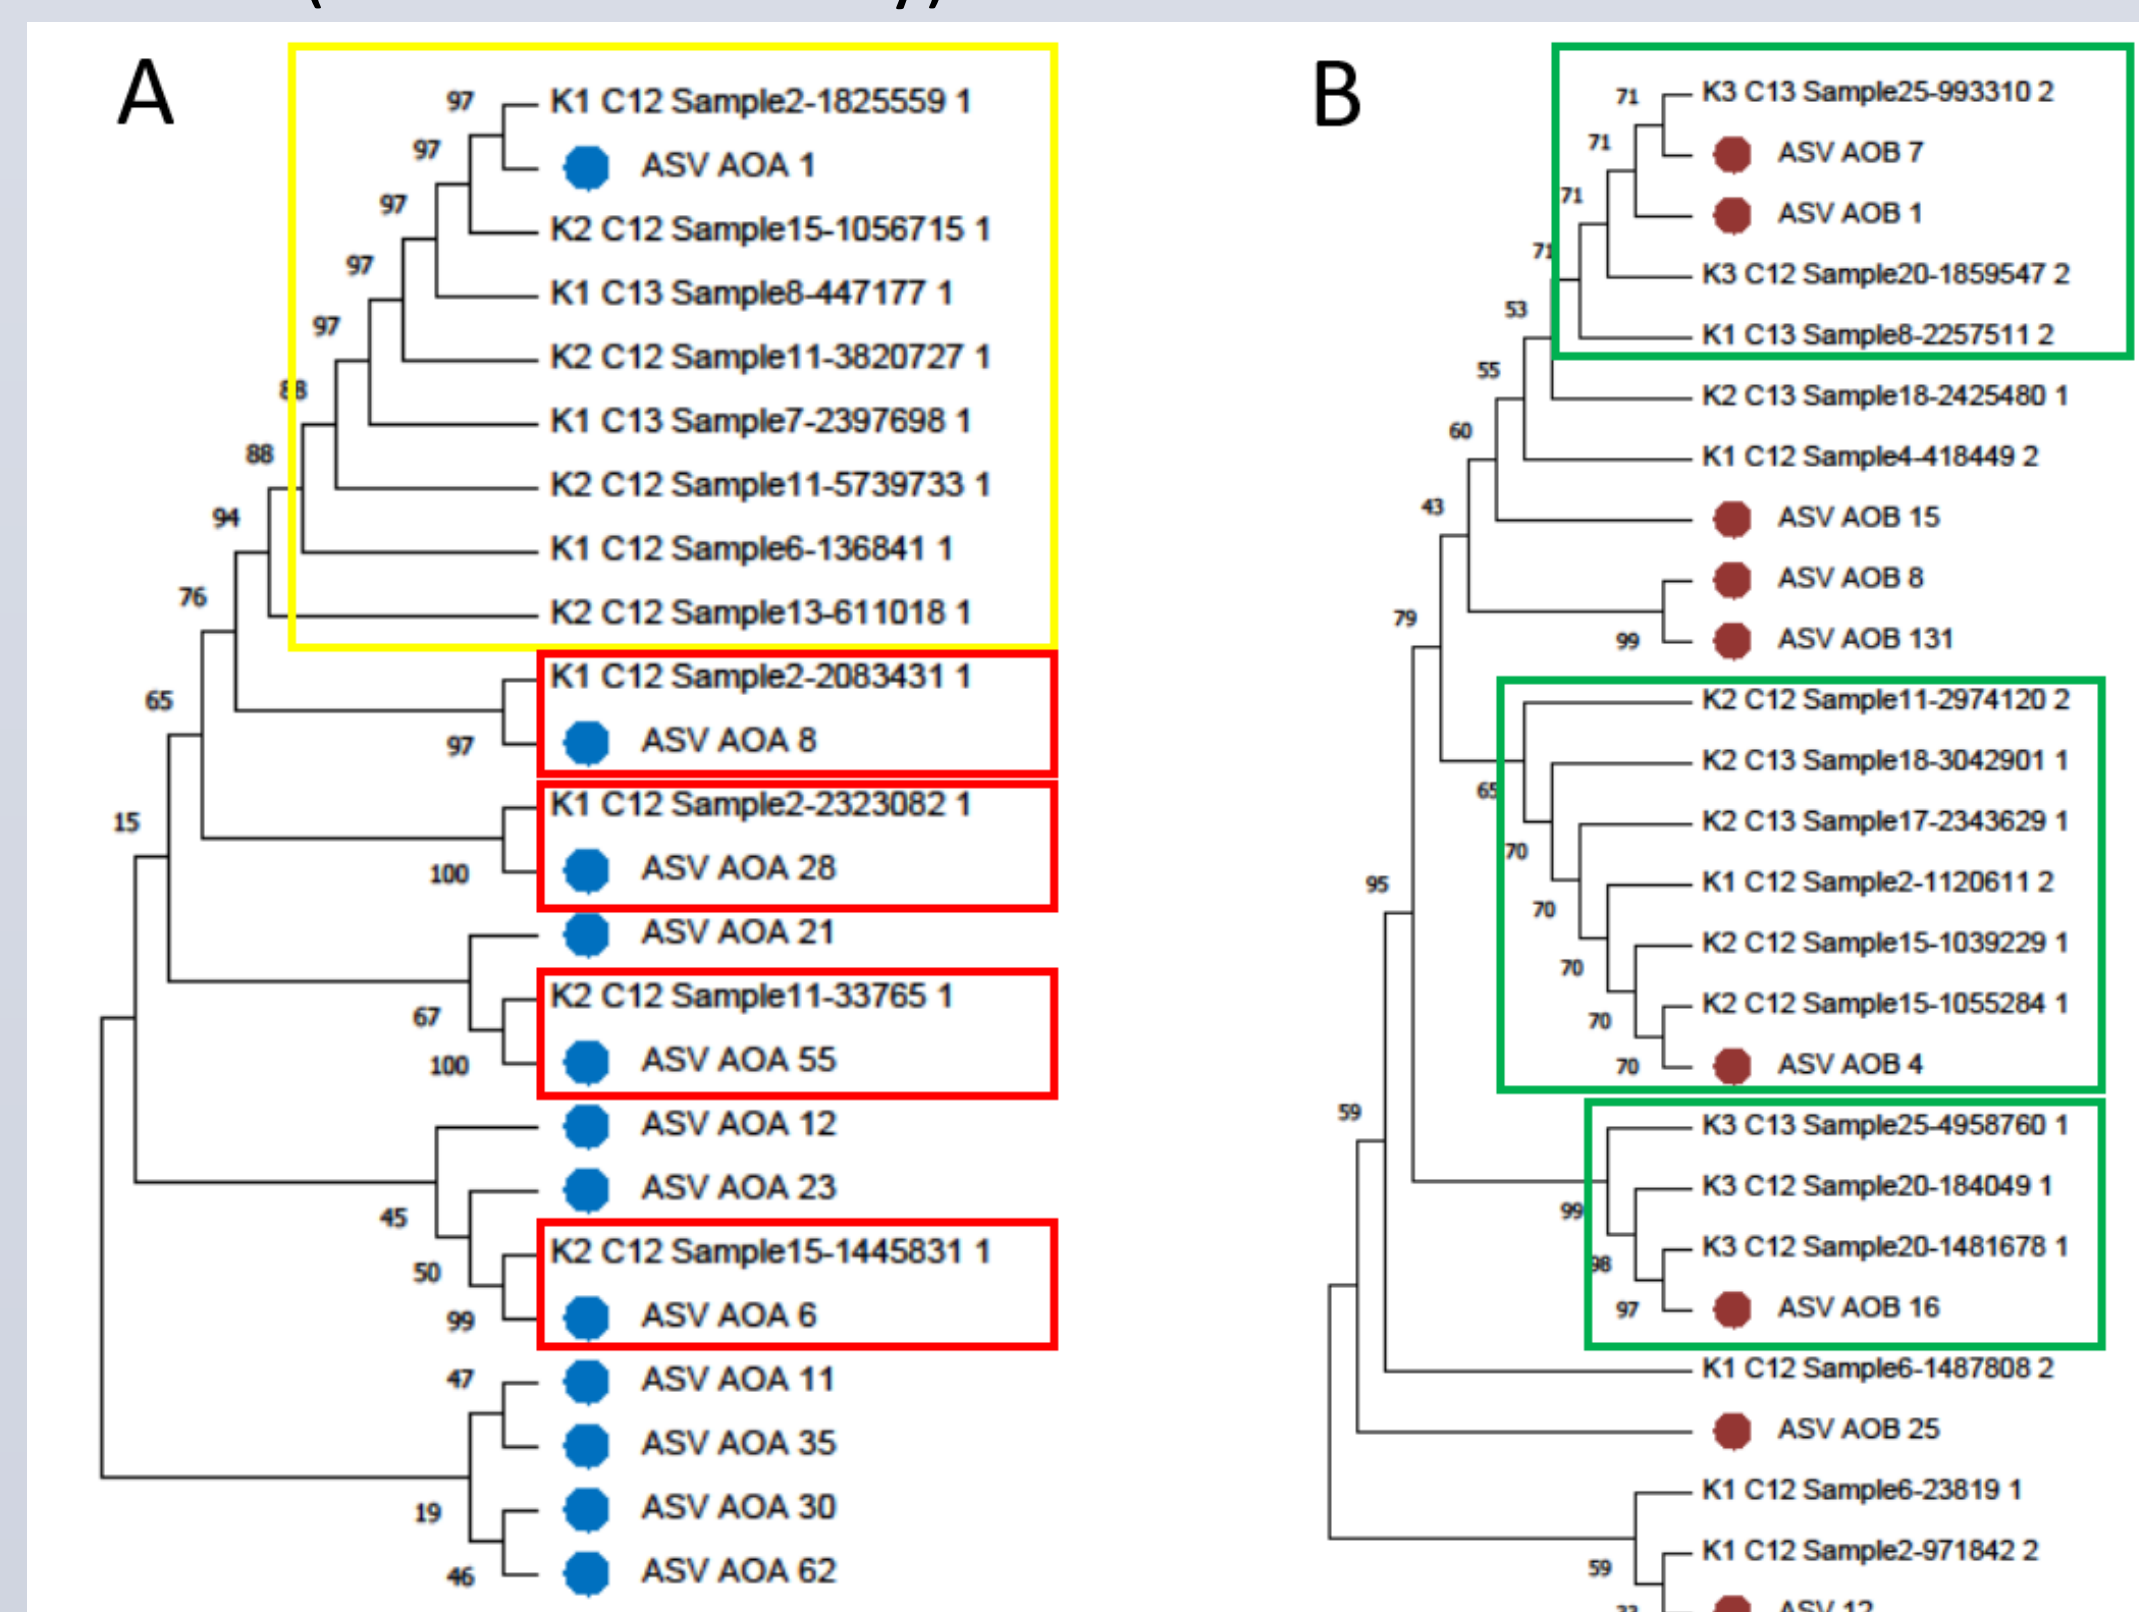 A
97
K1 C12 Sample2-1825559 1
97
ASV AOA 1
97
K2 C12 Sample15-1056715 1
97
K1 C13 Sample8-447177 1
97
K2 C12 Sample11-3820727 1
88
K1 C13 Sample7-2397698 1
88
K2 C12 Sample11-5739733 1
94
K1 C12 Sample6-136841 1
76
K2 C12 Sample13-611018 1
65
K1 C12 Sample2-2083431 1
97
ASV AOA 8
15
K1 C12 Sample2-2323082 1
100
ASV AOA 28
ASV AOA 21
67
K2 C12 Sample11-33765 1
100
ASV AOA 55
ASV AOA 12
45
ASV AOA 23
50
K2 C12 Sample15-1445831 1
99
ASV AOA 6
47
ASV AOA 11
ASV AOA 35
19
ASV AOA 30
46
ASV AOA 62
B
71
K3 C13 Sample25-993310 2
71
ASV AOB 7
71
ASV AOB 1
71
K3 C12 Sample20-1859547 2
53
K1 C13 Sample8-2257511 2
55
K2 C13 Sample18-2425480 1
60
K1 C12 Sample4-418449 2
43
ASV AOB 15
ASV AOB 8
79
99
ASV AOB 131
K2 C12 Sample11-2974120 2
65
K2 C13 Sample18-3042901 1
70
K2 C13 Sample17-2343629 1
95
70
K1 C12 Sample2-1120611 2
70
K2 C12 Sample15-1039229 1
70
K2 C12 Sample15-1055284 1
70
ASV AOB 4
59
K3 C13 Sample25-4958760 1
99
K3 C12 Sample20-184049 1
98
K3 C12 Sample20-1481678 1
97
ASV AOB 16
K1 C12 Sample6-1487808 2
ASV AOB 25
K1 C12 Sample6-23819 1
59
K1 C12 Sample2-971842 2
ASV 12